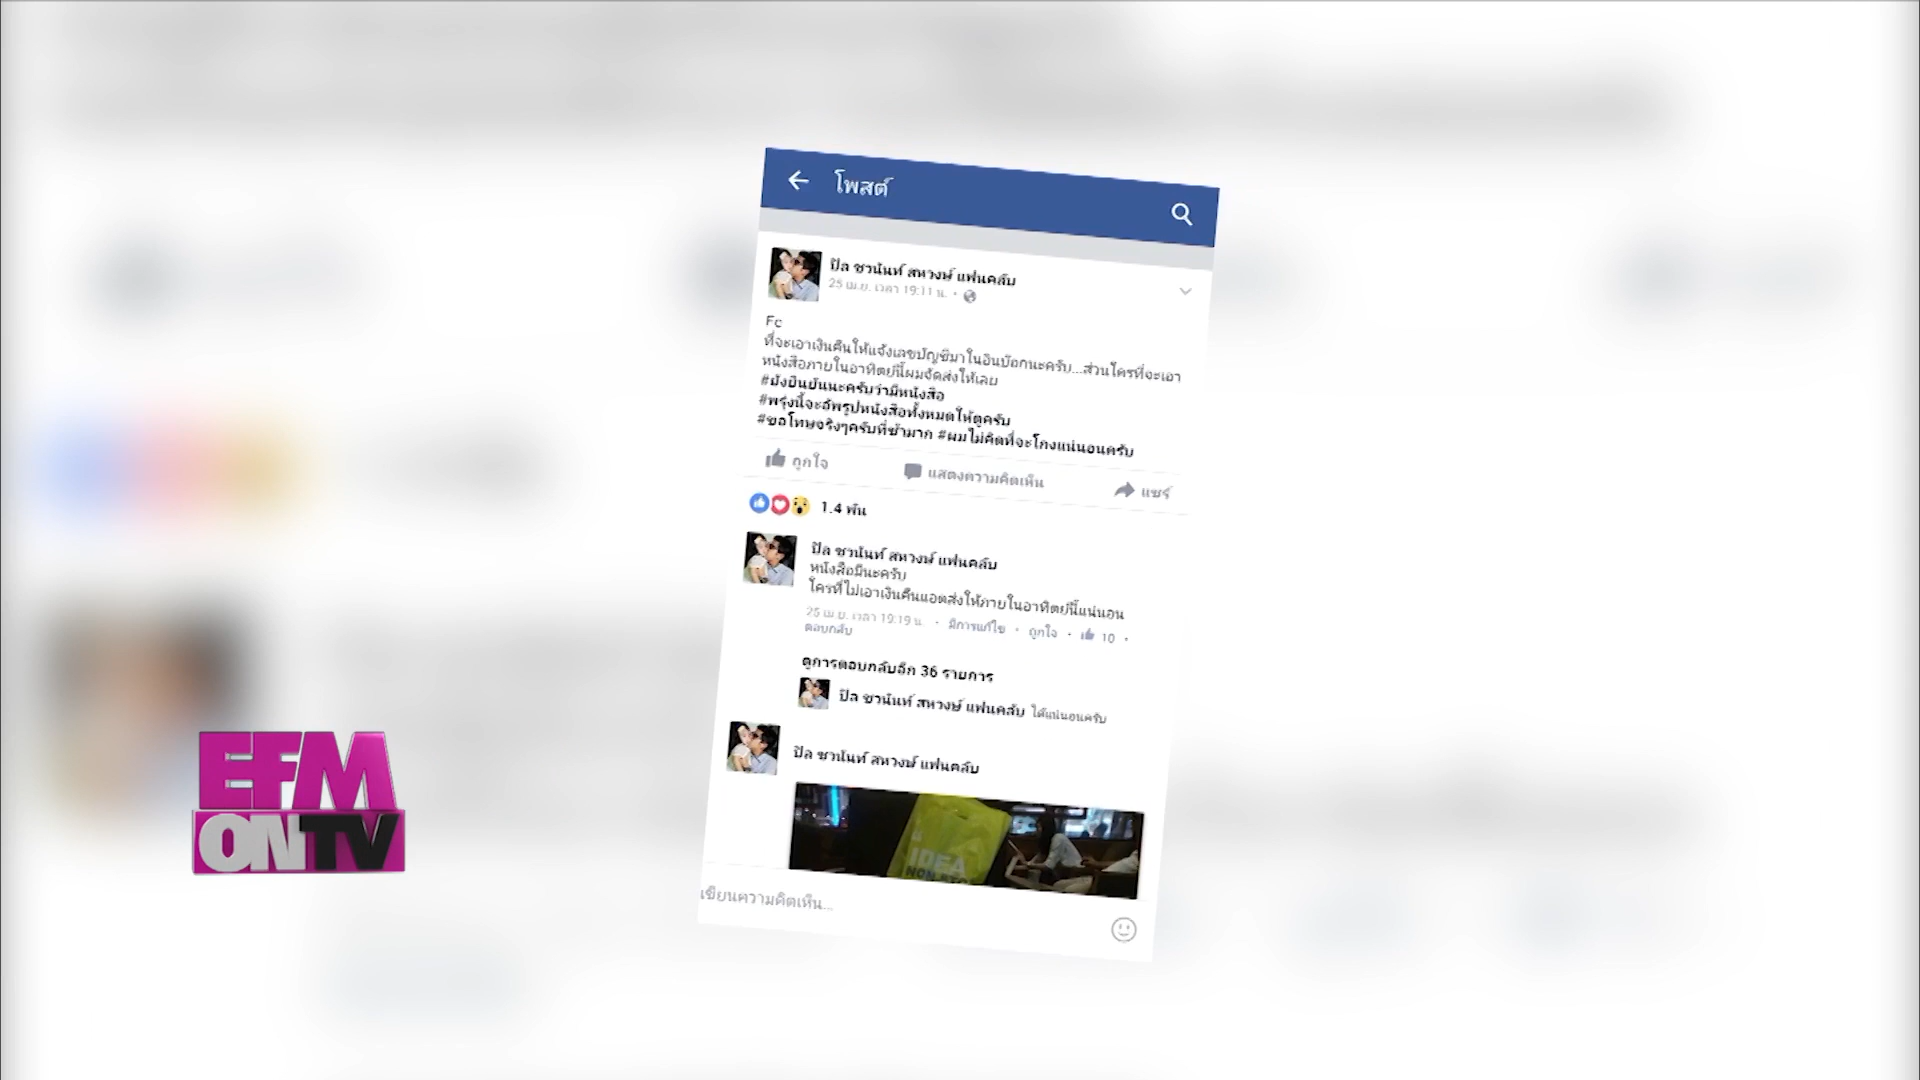 โพสต์
ปิล ชวนันท์ สหวงษ์ แฟนคลับ
25 เม.ย. เวลา 19:11 น.
Fc
ที่จะเอาเงินคืนให้แจ้งเลขบัญชีมาในอินบ๊อกนะครับ...ส่วนใครที่จะเอา
หนังสือภายในอาทิตย์นี้ผมจัดส่งให้เลย
#ยังยืนยันนะครับว่ามีหนังสือ
#พรุ่งนี้จะอัพรูปหนังสือทั้งหมดให้ดูครับ
#ขอโทษจริงๆครับที่ช้ามาก #ผมไม่คิดที่จะโกงแน่นอนครับ
ถูกใจ แสดงความคิดเห็น แชร์
1.4 พัน
ปิล ชวนันท์ สหวงษ์ แฟนคลับ
หนังสือมีนะครับ
ใครที่ไม่เอาเงินคืนแอดส่งให้ภายในอาทิตย์นี้แน่นอน
25 เม.ย. เวลา 19:19 น. · มีการแก้ไข · ถูกใจ · 10 ·
ตอบกลับ
ดูการตอบกลับอีก 36 รายการ
ปิล ชวนันท์ สหวงษ์ แฟนคลับ ได้แน่นอนครับ
ปิล ชวนันท์ สหวงษ์ แฟนคลับ
IDEA
เขียนความคิดเห็น...
EFM
ONTV